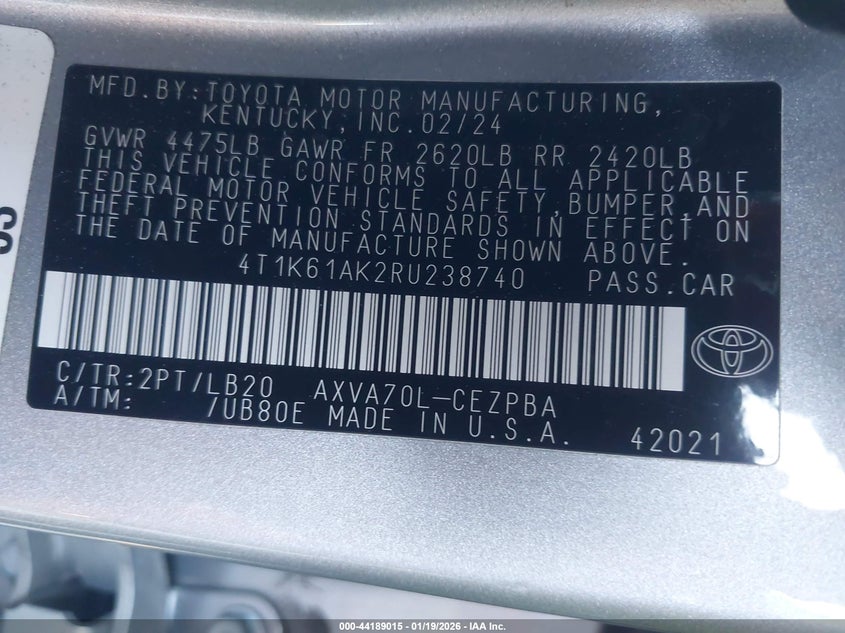 MFD.BY:TOYOTA MOTOR MANUFACTURING,
KENTUCKY,INC.02/24
GVWR 4475LB GAWR FR 2620LB RR 2420LB
THIS VEHICLE CONFORMS TO ALL APPLICABLE
FEDERAL MOTOR VEHICLE SAFETY,BUMPER,AND
THEFT PREVENTION STANDARDS IN EFFECT ON
THE DATE OF MANUFACTURE SHOWN ABOVE.
4T1K61AK2RU238740 PASS.CAR
C/TR:2PT/LB20 AXVA70L-CEZPBA
A/TM: /UB80E MADE IN U.S.A. 42021
000-44189015 - 01/19/2026 - IAA Inc.